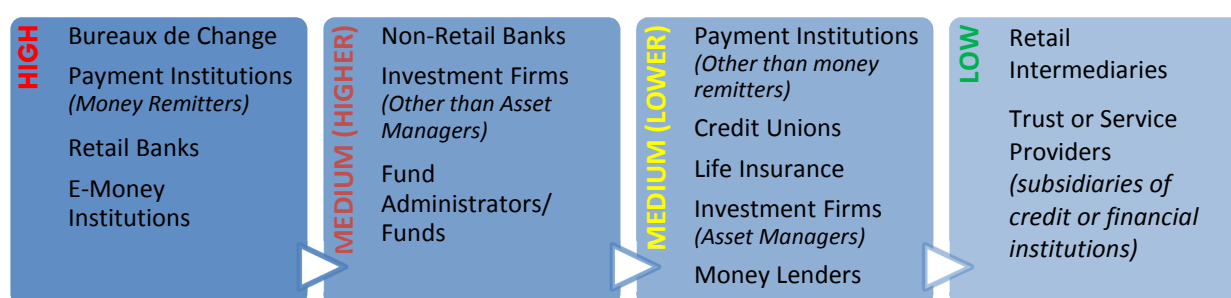 HIGH
Bureaux de Change
Payment Institutions
(Money Remitters)
Retail Banks
E-Money
Institutions
MEDIUM (HIGHER)
Non-Retail Banks
Investment Firms
(Other than Asset
Managers)
Fund
Administrators/
Funds
MEDIUM (LOWER)
Payment Institutions
(Other than money
remitters)
Credit Unions
Life Insurance
Investment Firms
(Asset Managers)
Money Lenders
LOW
Retail
Intermediaries
Trust or Service
Providers
(subsidiaries of
credit or financial
institutions)